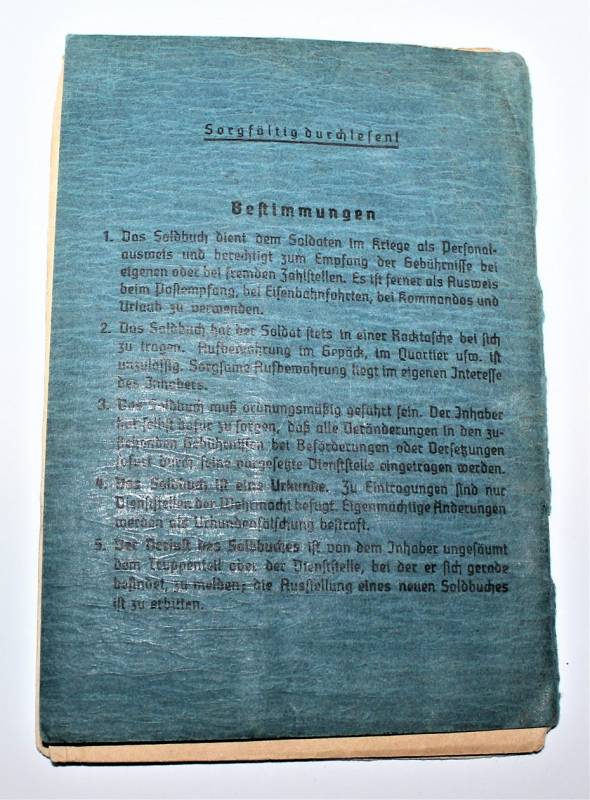 Sorgfältig durchlesen!
Bestimmungen
1. Das Soldbuch dient dem Soldaten im Kriege als Personal-
ausweis und berechtigt zum Empfang der Gebührnisse bei
eigenen oder bei fremden Zahlstellen. Es ist ferner als Ausweis
beim Postempfang, bei Eisenbahnfahrten, bei Kommandos und
Urlaub zu verwenden.
2. Das Soldbuch hat der Soldat stets in einer Rocktasche bei sich
zu tragen. Aufbewahrung im Gepäck, im Quartier usw. ist
unzulässig. Sorgsame Aufbewahrung liegt im eigenen Interesse
des Inhabers.
3. Das Soldbuch muß ordnungsmäßig geführt sein. Der Inhaber
hat selbst dafür zu sorgen, daß alle Veränderungen in den zu-
stehenden Gebührnissen bei Beförderungen oder Versetzungen
sofort durch seine vorgesetzte Dienststelle eingetragen werden.
4. Das Soldbuch ist eine Urkunde. Zu Eintragungen sind nur
Dienststellen der Wehrmacht befugt. Eigenmächtige Änderungen
werden als Urkundenfälschung bestraft.
5. Der Verlust des Soldbuches ist von dem Inhaber ungesäumt
dem Truppenteil oder der Dienststelle, bei der er sich gerade
befindet, zu melden; die Ausstellung eines neuen Soldbuches
ist zu erbitten.